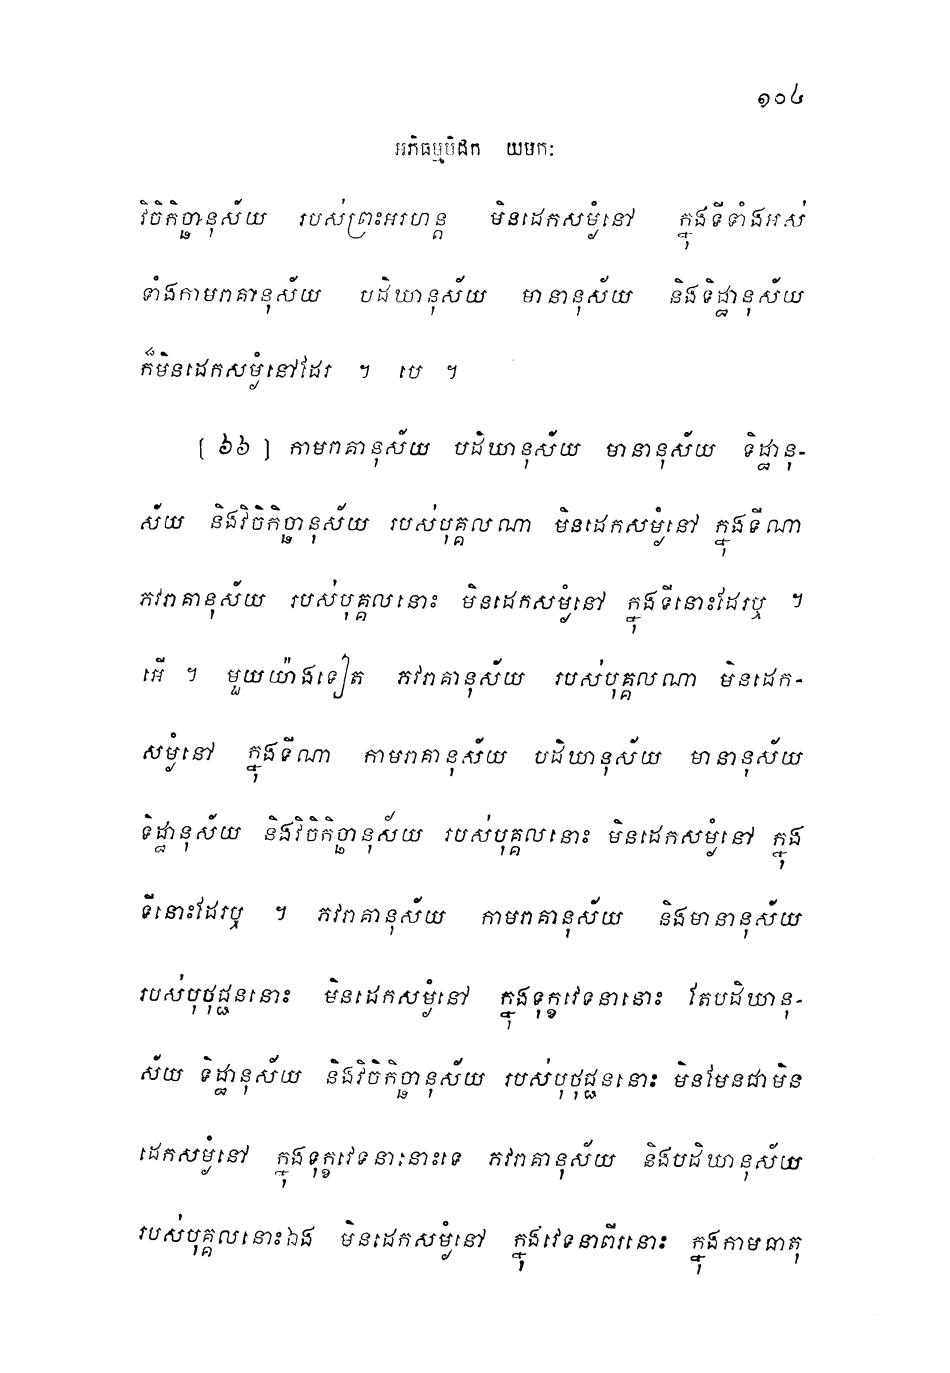 ១០៤
អភិធម្មបិដក យមកៈ
វិចិកិច្ឆានុស័យ របស់ព្រះអរហន្ត មិនដេកសម្ងំនៅ ក្នុងទីទាំងអស់
ទាំងកាមរាគានុស័យ បដិឃានុស័យ មានានុស័យ និងទិដ្ឋានុស័យ
ក៏មិនដេកសម្ងំនៅដែរ ។ បេ ។
[ ៦៦ ] កាមរាគានុស័យ បដិឃានុស័យ មានានុស័យ ទិដ្ឋានុ-
ស័យ និងវិចិកិច្ឆានុស័យ របស់បុគ្គលណា មិនដេកសម្ងំនៅ ក្នុងទីណា
ភវរាគានុស័យ របស់បុគ្គលនោះ មិនដេកសម្ងំនៅ ក្នុងទីនោះដែរឬ ។
អើ ។ មួយយ៉ាងទៀត ភវរាគានុស័យ របស់បុគ្គលណា មិនដេក-
សម្ងំនៅ ក្នុងទីណា កាមរាគានុស័យ បដិឃានុស័យ មានានុស័យ
ទិដ្ឋានុស័យ និងវិចិកិច្ឆានុស័យ របស់បុគ្គលនោះ មិនដេកសម្ងំនៅ ក្នុង
ទីនោះដែរឬ ។ ភវរាគានុស័យ កាមរាគានុស័យ និងមានានុស័យ
របស់បុថុជ្ជននោះ មិនដេកសម្ងំនៅ ក្នុងទុក្ខវេទនានោះ តែបដិឃានុ-
ស័យ ទិដ្ឋានុស័យ និងវិចិកិច្ឆានុស័យ របស់បុថុជ្ជននោះ មិនមែនជាមិន
ដេកសម្ងំនៅ ក្នុងទុក្ខវេទនានោះទេ ភវរាគានុស័យ និងបដិឃានុស័យ
របស់បុគ្គលនោះឯង មិនដេកសម្ងំនៅ ក្នុងវេទនាពីរនោះ ក្នុងកាមធាតុ